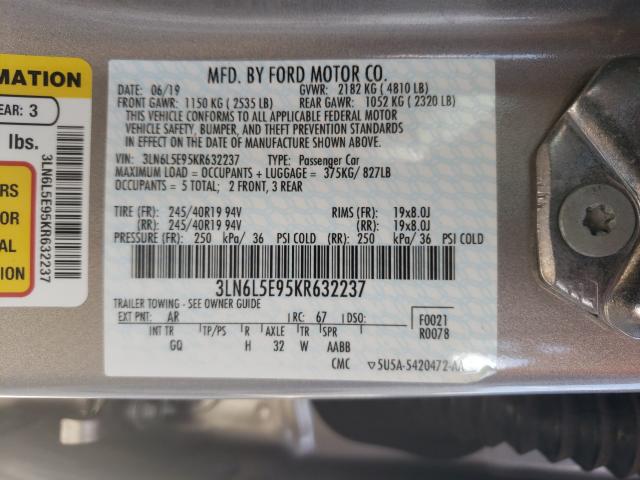 MFD. BY FORD MOTOR CO.
DATE: 06/19 GVWR: 2182 KG ( 4810 LB)
FRONT GAWR: 1150 KG ( 2535 LB) REAR GAWR: 1052 KG ( 2320 LB)
THIS VEHICLE CONFORMS TO ALL APPLICABLE FEDERAL MOTOR
VEHICLE SAFETY, BUMPER, AND THEFT PREVENTION STANDARDS
IN EFFECT ON THE DATE OF MANUFACTURE SHOWN ABOVE.
VIN: 3LN6L5E95KR632237 TYPE: Passenger Car
MAXIMUM LOAD = OCCUPANTS + LUGGAGE = 375KG/ 827LB
OCCUPANTS = 5 TOTAL; 2 FRONT, 3 REAR
TIRE (FR): 245/40R19 94V RIMS (FR): 19x8.0J
(RR): 245/40R19 94V (RR): 19x8.0J
PRESSURE (FR): 250 kPa/ 36 PSI COLD (RR): 250 kPa/ 36 PSI COLD
3LN6L5E95KR632237
TRAILER TOWING - SEE OWNER GUIDE
EXT PNT: AR RC: 67 DSO: F0021
INT TR TP/PS R AXLE TR SPR R0078
GQ H 32 W AABB
CMC 5U5A-5420472-AA
MATION
EAR: 3
lbs.
RS
OR
AL
TION
3LN6L5E95KR632237